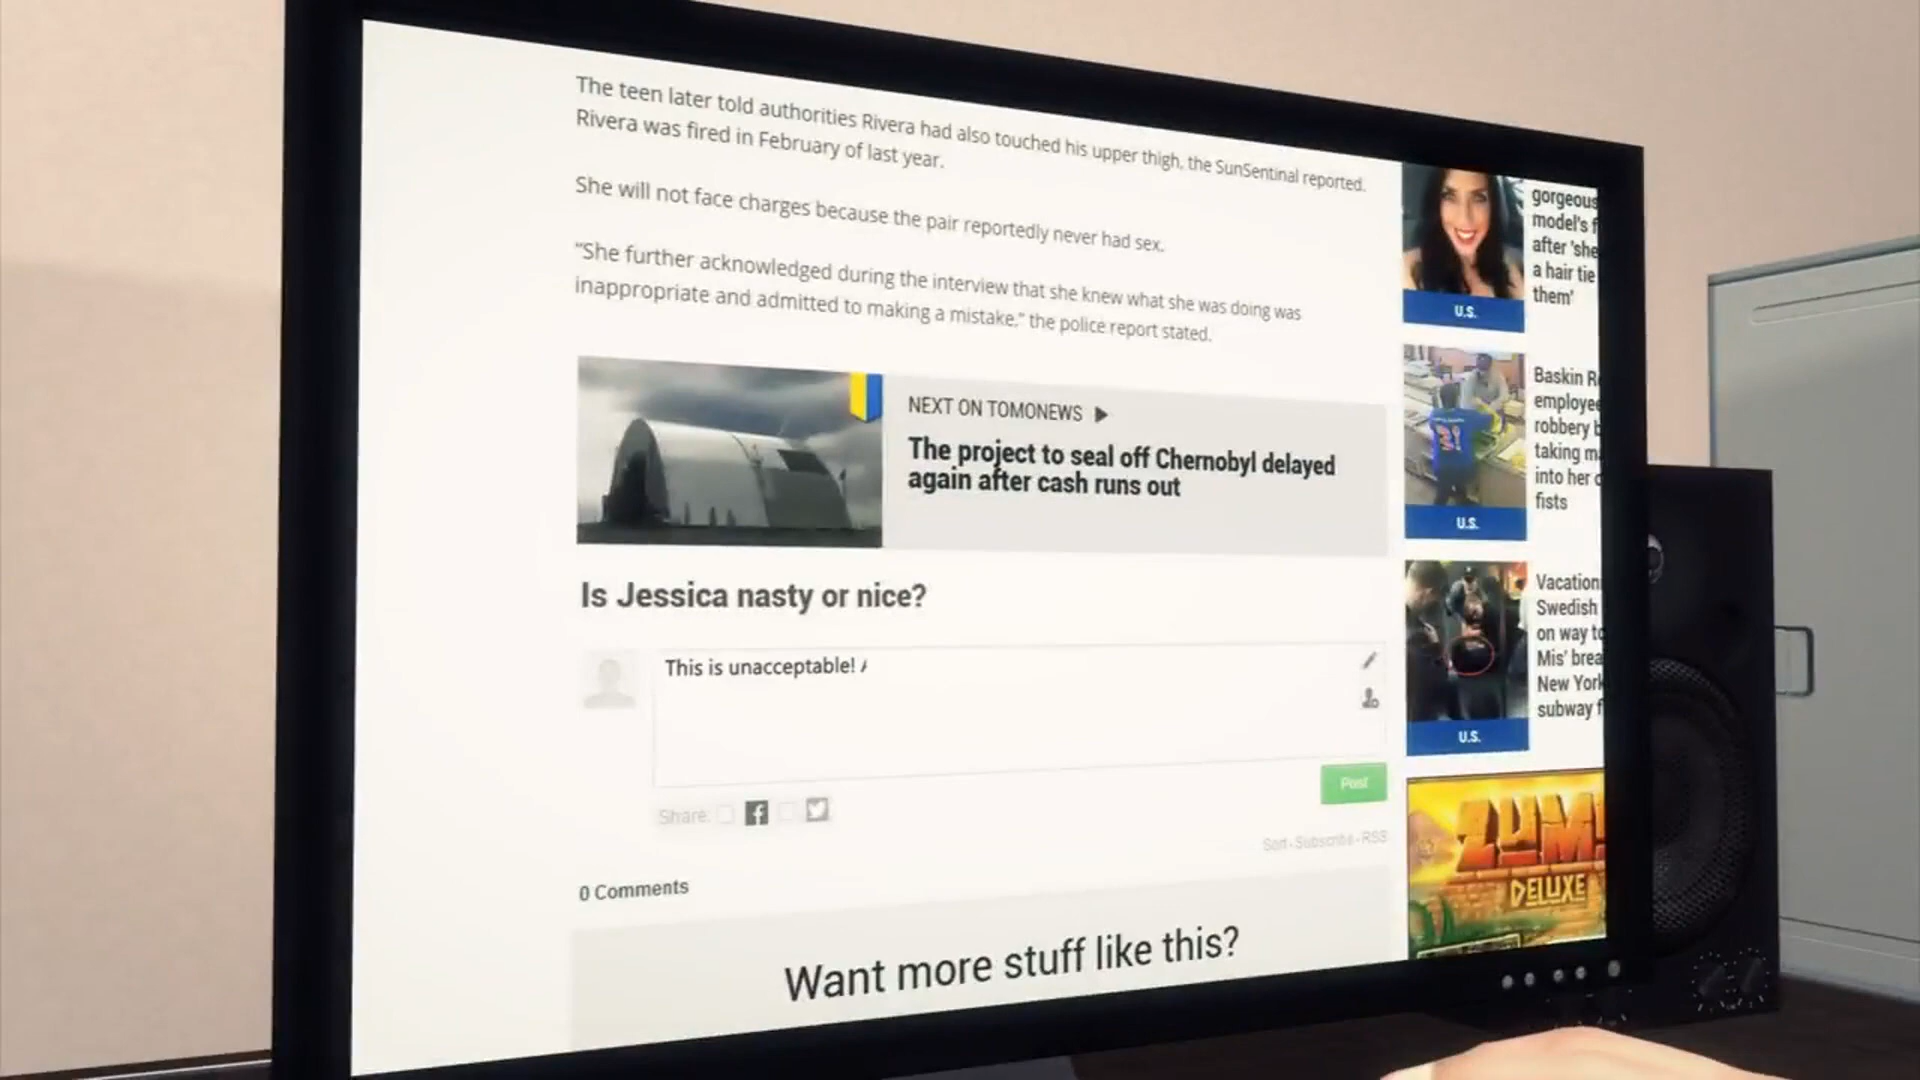 The teen later told authorities Rivera had also touched his upper thigh, the SunSentinal reported.
Rivera was fired in February of last year.
She will not face charges because the pair reportedly never had sex.
“She further acknowledged during the interview that she knew what she was doing was
inappropriate and admitted to making a mistake,” the police report stated.
NEXT ON TOMONEWS
The project to seal off Chernobyl delayed
again after cash runs out
Is Jessica nasty or nice?
This is unacceptable!
Post
Share:
Sort - Subscribe - RSS
0 Comments
Want more stuff like this?
gorgeous
model's f
after 'she
a hair tie
them'
U.S.
Baskin R
employee
robbery b
taking m
into her
fists
U.S.
Vacation
Swedish
on way to
Mis' brea
New York
subway f
U.S.
ZUM
DELUXE